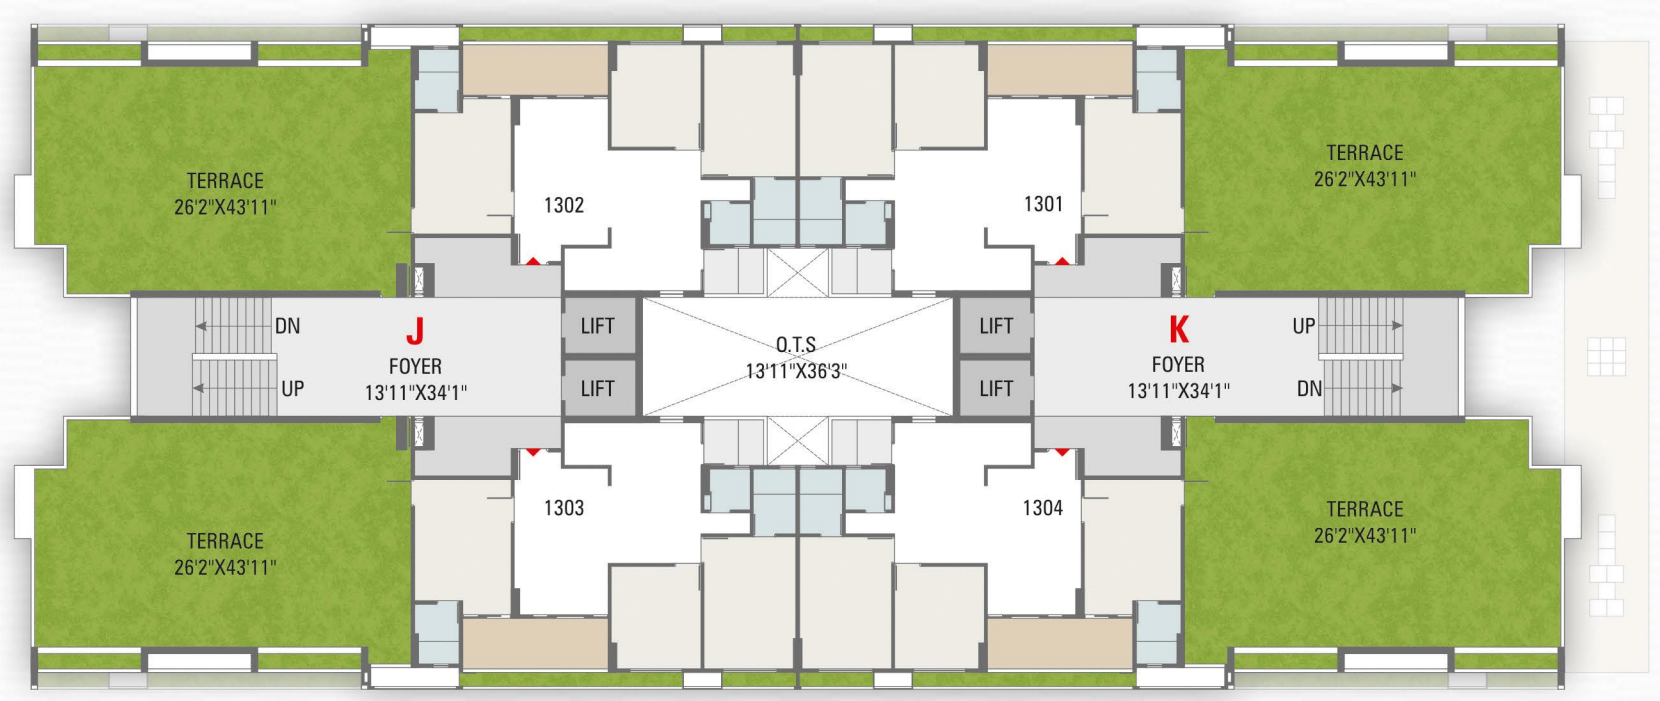 TERRACE
26'2"X43'11"
1302
1301
TERRACE
26'2"X43'11"
DN
UP
J
FOYER
13'11"X34'1"
LIFT
LIFT
O.T.S
13'11"X36'3"
LIFT
LIFT
K
FOYER
13'11"X34'1"
UP
DN
TERRACE
26'2"X43'11"
1303
1304
TERRACE
26'2"X43'11"